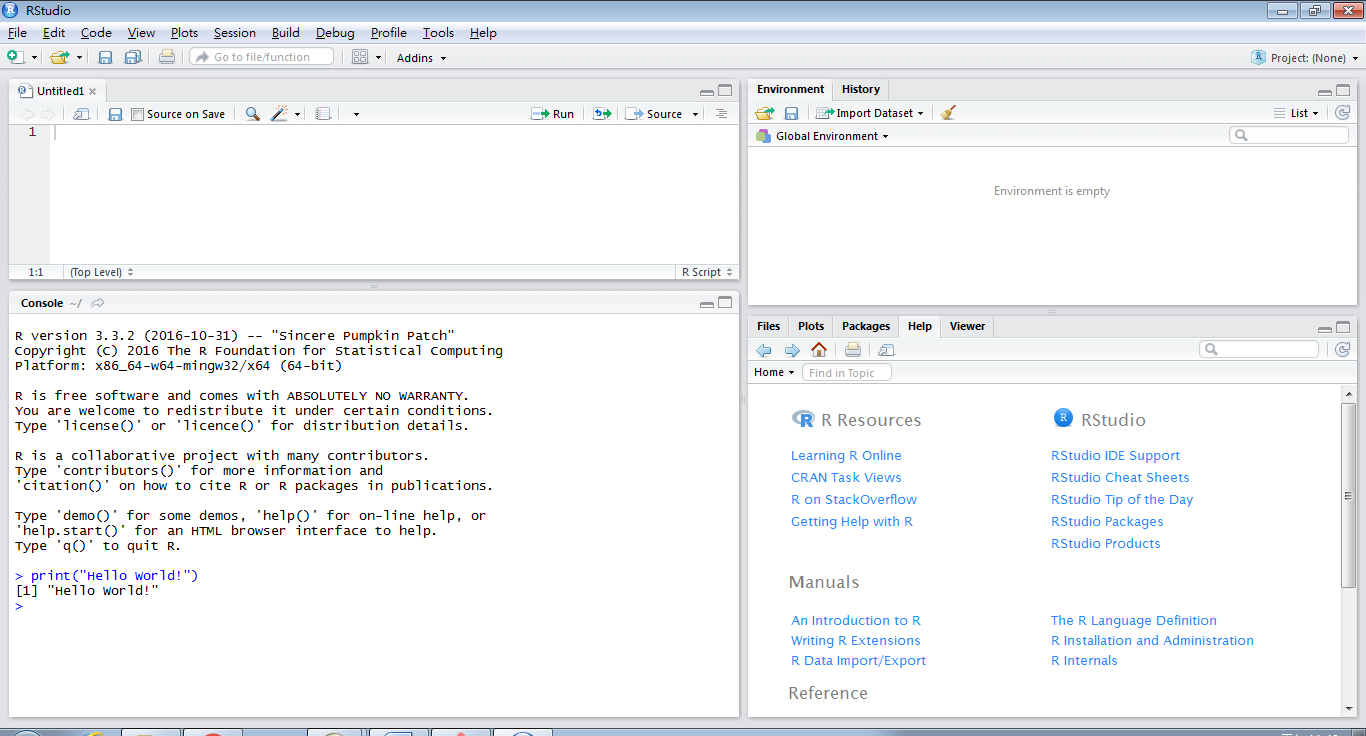 RStudio
File Edit Code View Plots Session Build Debug Profile Tools Help
Go to file/function Addins Project: (None)
Untitled1
Source on Save Run Source
1
1:1 (Top Level) R Script
Console ~/
R version 3.3.2 (2016-10-31) -- "Sincere Pumpkin Patch"
Copyright (C) 2016 The R Foundation for Statistical Computing
Platform: x86_64-w64-mingw32/x64 (64-bit)
R is free software and comes with ABSOLUTELY NO WARRANTY.
You are welcome to redistribute it under certain conditions.
Type 'license()' or 'licence()' for distribution details.
R is a collaborative project with many contributors.
Type 'contributors()' for more information and
'citation()' on how to cite R or R packages in publications.
Type 'demo()' for some demos, 'help()' for on-line help, or
'help.start()' for an HTML browser interface to help.
Type 'q()' to quit R.
> print("Hello World!")
[1] "Hello World!"
>
Environment History
Import Dataset List
Global Environment
Environment is empty
Files Plots Packages Help Viewer
Home Find in Topic
R Resources
Learning R Online
CRAN Task Views
R on StackOverflow
Getting Help with R
RStudio
RStudio IDE Support
RStudio Cheat Sheets
RStudio Tip of the Day
RStudio Packages
RStudio Products
Manuals
An Introduction to R
Writing R Extensions
R Data Import/Export
The R Language Definition
R Installation and Administration
R Internals
Reference